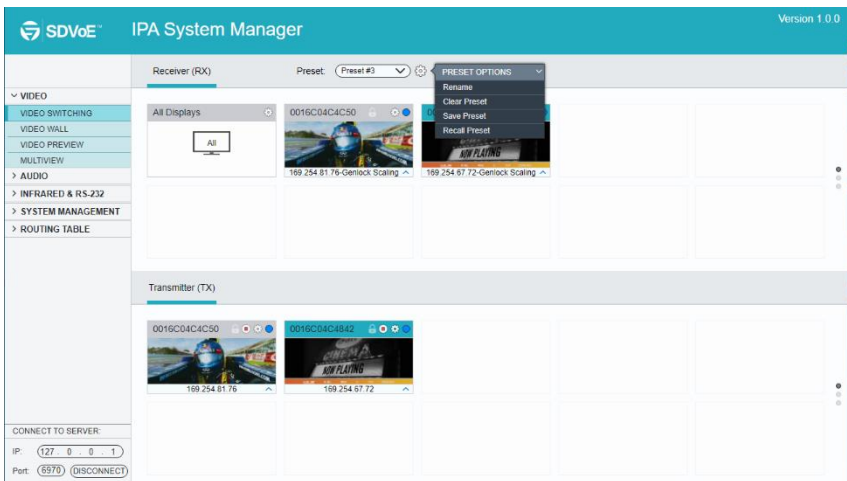 SDVoE™
IPA System Manager
Version 1.0.0
Receiver (RX)
Preset:
Preset #3
PRESET OPTIONS
Rename
Clear Preset
Save Preset
Recall Preset
VIDEO
VIDEO SWITCHING
VIDEO WALL
VIDEO PREVIEW
MULTIVIEW
> AUDIO
> INFRARED & RS-232
> SYSTEM MANAGEMENT
> ROUTING TABLE
All Displays
All
0016C04C4C50
169.254.81.76-Genlock Scaling
NOW PLAYING
169.254.67.72-Genlock Scaling
Transmitter (TX)
0016C04C4C50
169.254.81.76
0016C04C4842
CINEMA
NOW PLAYING
169.254.67.72
CONNECT TO SERVER:
IP: 127 . 0 . 0 . 1
Port: 6970 DISCONNECT